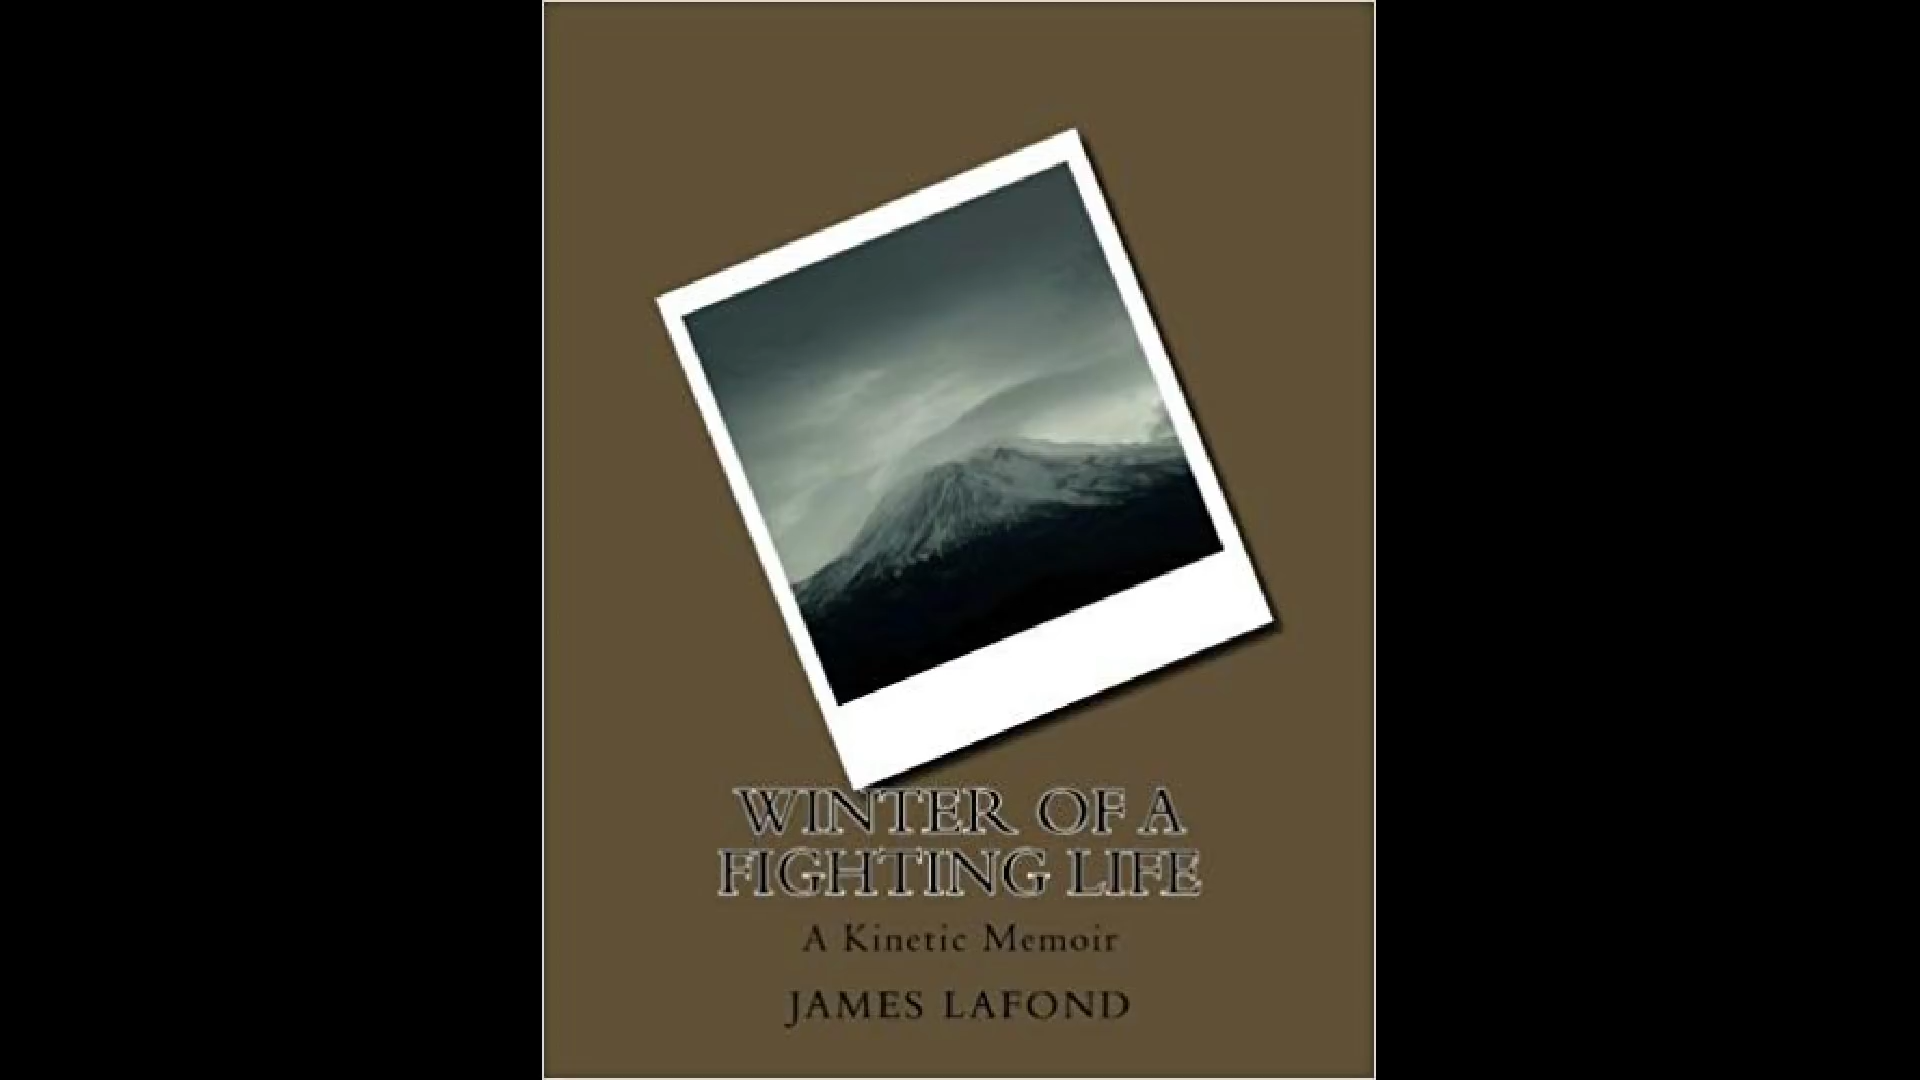 WINTER OF A
FIGHTING LIFE
A Kinetic Memoir
JAMES LAFOND